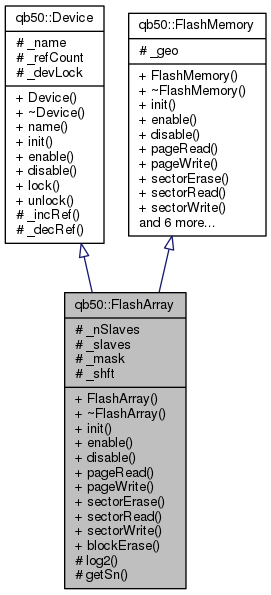 qb50::Device
# _name
# _refCount
# _devLock
+ Device()
+ ~Device()
+ name()
+ init()
+ enable()
+ disable()
+ lock()
+ unlock()
# _incRef()
# _decRef()
qb50::FlashMemory
# _geo
+ FlashMemory()
+ ~FlashMemory()
+ init()
+ enable()
+ disable()
+ pageRead()
+ pageWrite()
+ sectorErase()
+ sectorRead()
+ sectorWrite()
and 6 more...
qb50::FlashArray
# _nSlaves
# _slaves
# _mask
# _shft
+ FlashArray()
+ ~FlashArray()
+ init()
+ enable()
+ disable()
+ pageRead()
+ pageWrite()
+ sectorErase()
+ sectorRead()
+ sectorWrite()
+ blockErase()
# log2()
# getSn()